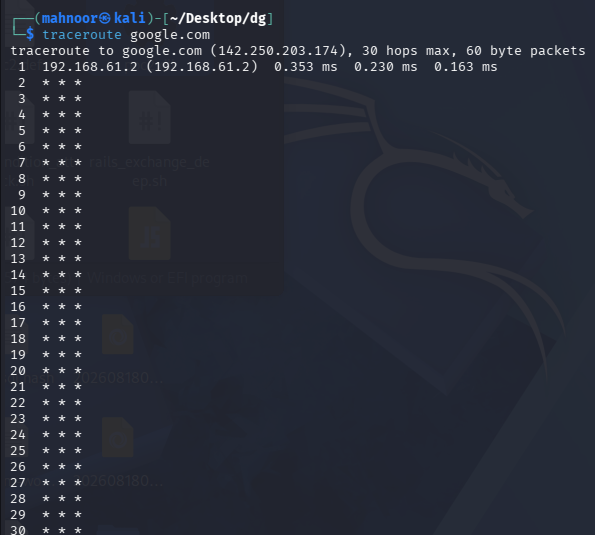 ┌──(mahnoor㉿kali)-[~/Desktop/dg]
└─$ traceroute google.com
traceroute to google.com (142.250.203.174), 30 hops max, 60 byte packets
 1  192.168.61.2 (192.168.61.2)  0.353 ms  0.230 ms  0.163 ms
 2  * * *
 3  * * *
 4  * * *
 5  * * *
 6  * * *
 7  * * *
 8  * * *
 9  * * *
10  * * *
11  * * *
12  * * *
13  * * *
14  * * *
15  * * *
16  * * *
17  * * *
18  * * *
19  * * *
20  * * *
21  * * *
22  * * *
23  * * *
24  * * *
25  * * *
26  * * *
27  * * *
28  * * *
29  * * *
30  * * *